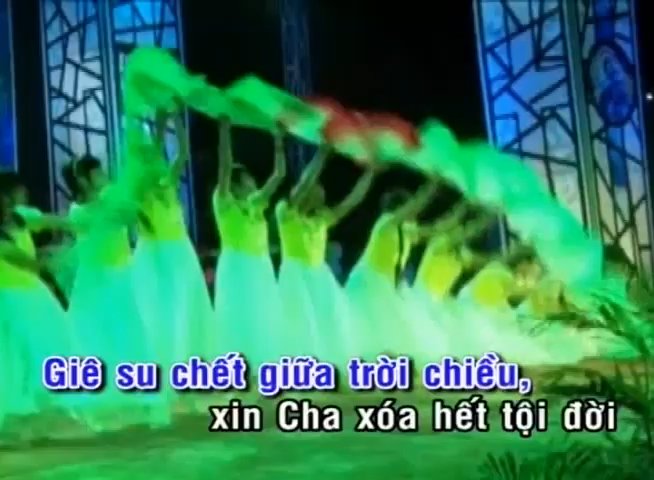 Giê su chết giữa trời chiều,
xin Cha xóa hết tội đời